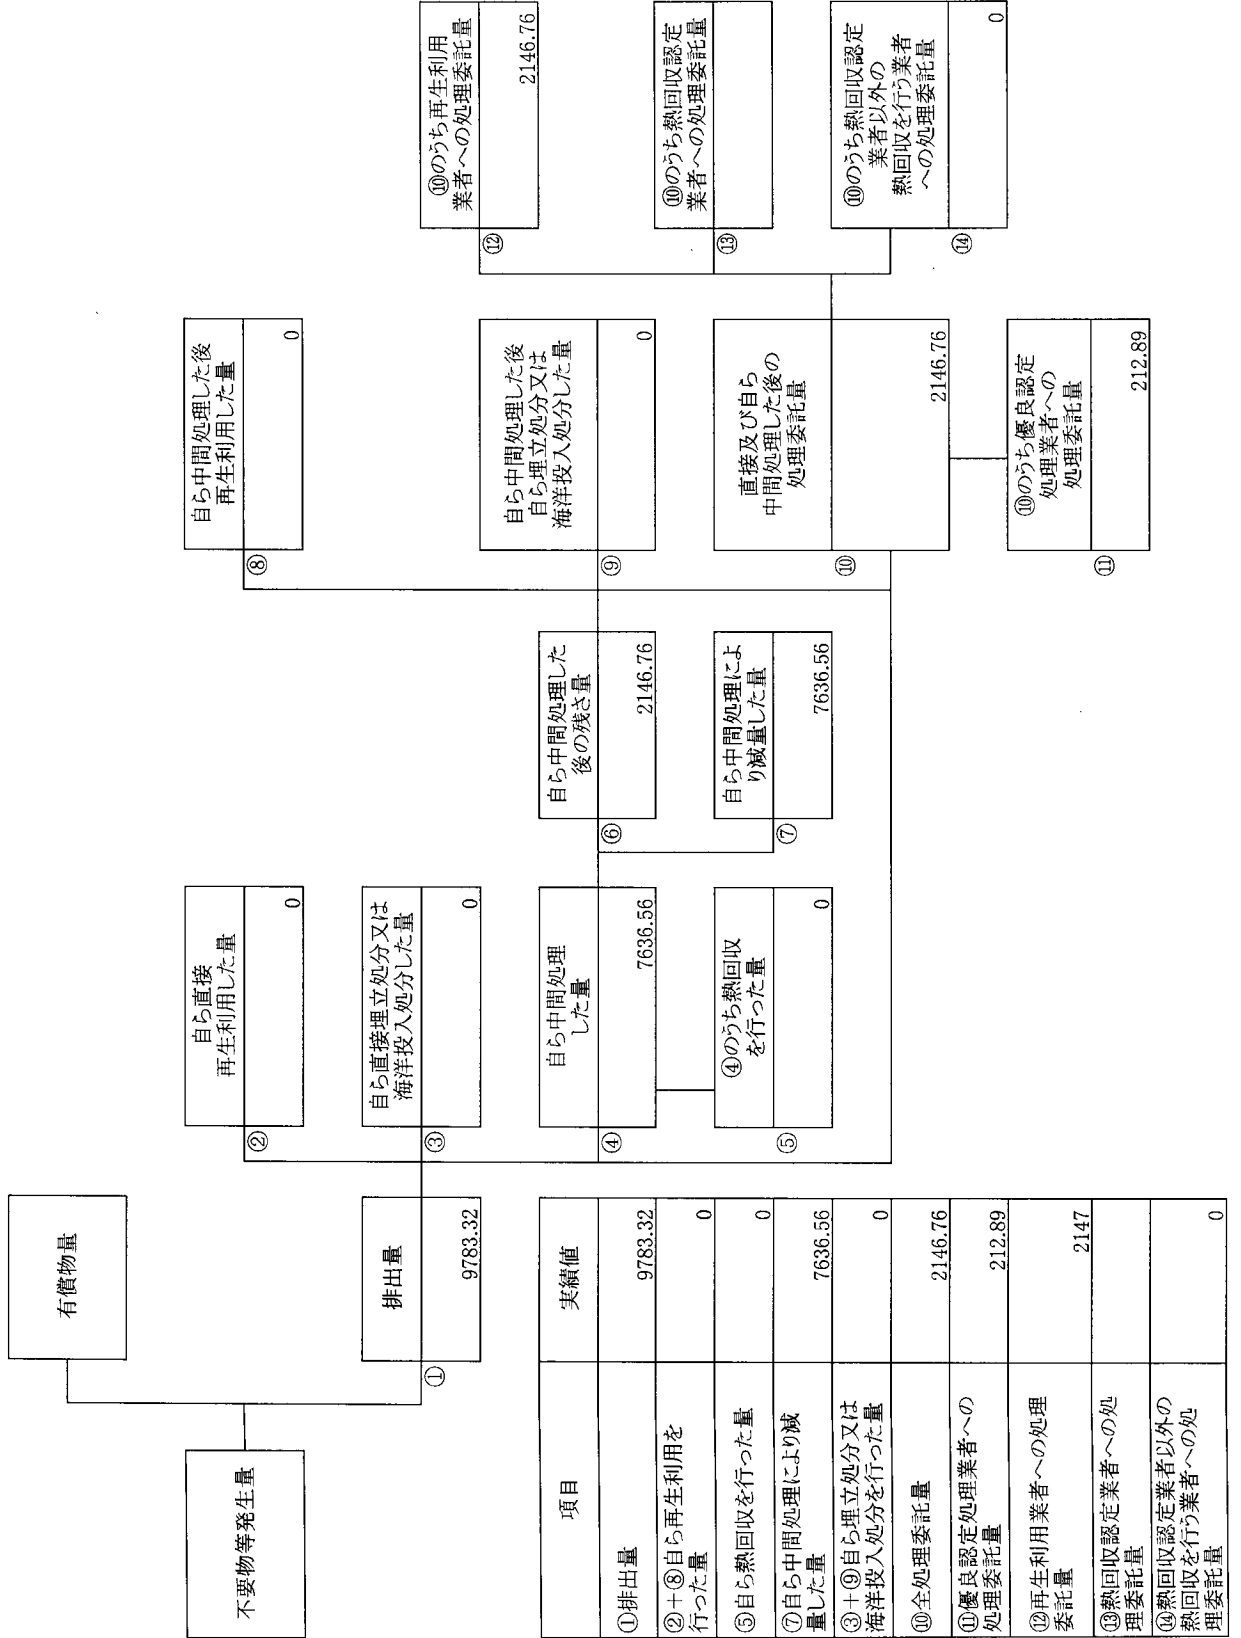 不要物等発生量
有償物量
排出量
①
9783.32
自ら直接
再生利用した量
②
0
自ら直接埋立処分又は
海洋投入処分した量
③
0
自ら中間処理
した量
④
7636.56
④のうち熱回収
を行った量
⑤
0
自ら中間処理した
後の残さ量
⑥
2146.76
自ら中間処理によ
り減量した量
⑦
7636.56
自ら中間処理した後
再生利用した量
⑧
0
自ら中間処理した後
自ら埋立処分又は
海洋投入処分した量
⑨
0
直接及び自ら
中間処理した後の
処理委託量
⑩
2146.76
⑩のうち優良認定
処理業者への
処理委託量
⑪
212.89
⑩のうち再生利用
業者への処理委託量
⑫
2146.76
⑩のうち熱回収認定
業者への処理委託量
⑬
⑩のうち熱回収認定
業者以外の
熱回収を行う業者
への処理委託量
⑭
0
項目 実績値
①排出量 9783.32
②+⑧自ら再生利用を
行った量 0
⑤自ら熱回収を行った量 0
⑦自ら中間処理により減
量した量 7636.56
③+⑨自ら埋立処分又は
海洋投入処分を行った量 0
⑩全処理委託量 2146.76
⑪優良認定処理業者への
処理委託量 212.89
⑫再生利用業者への処理
委託量 2147
⑬熱回収認定業者への処
理委託量
⑭熱回収認定業者以外の
熱回収を行う業者への処
理委託量 0